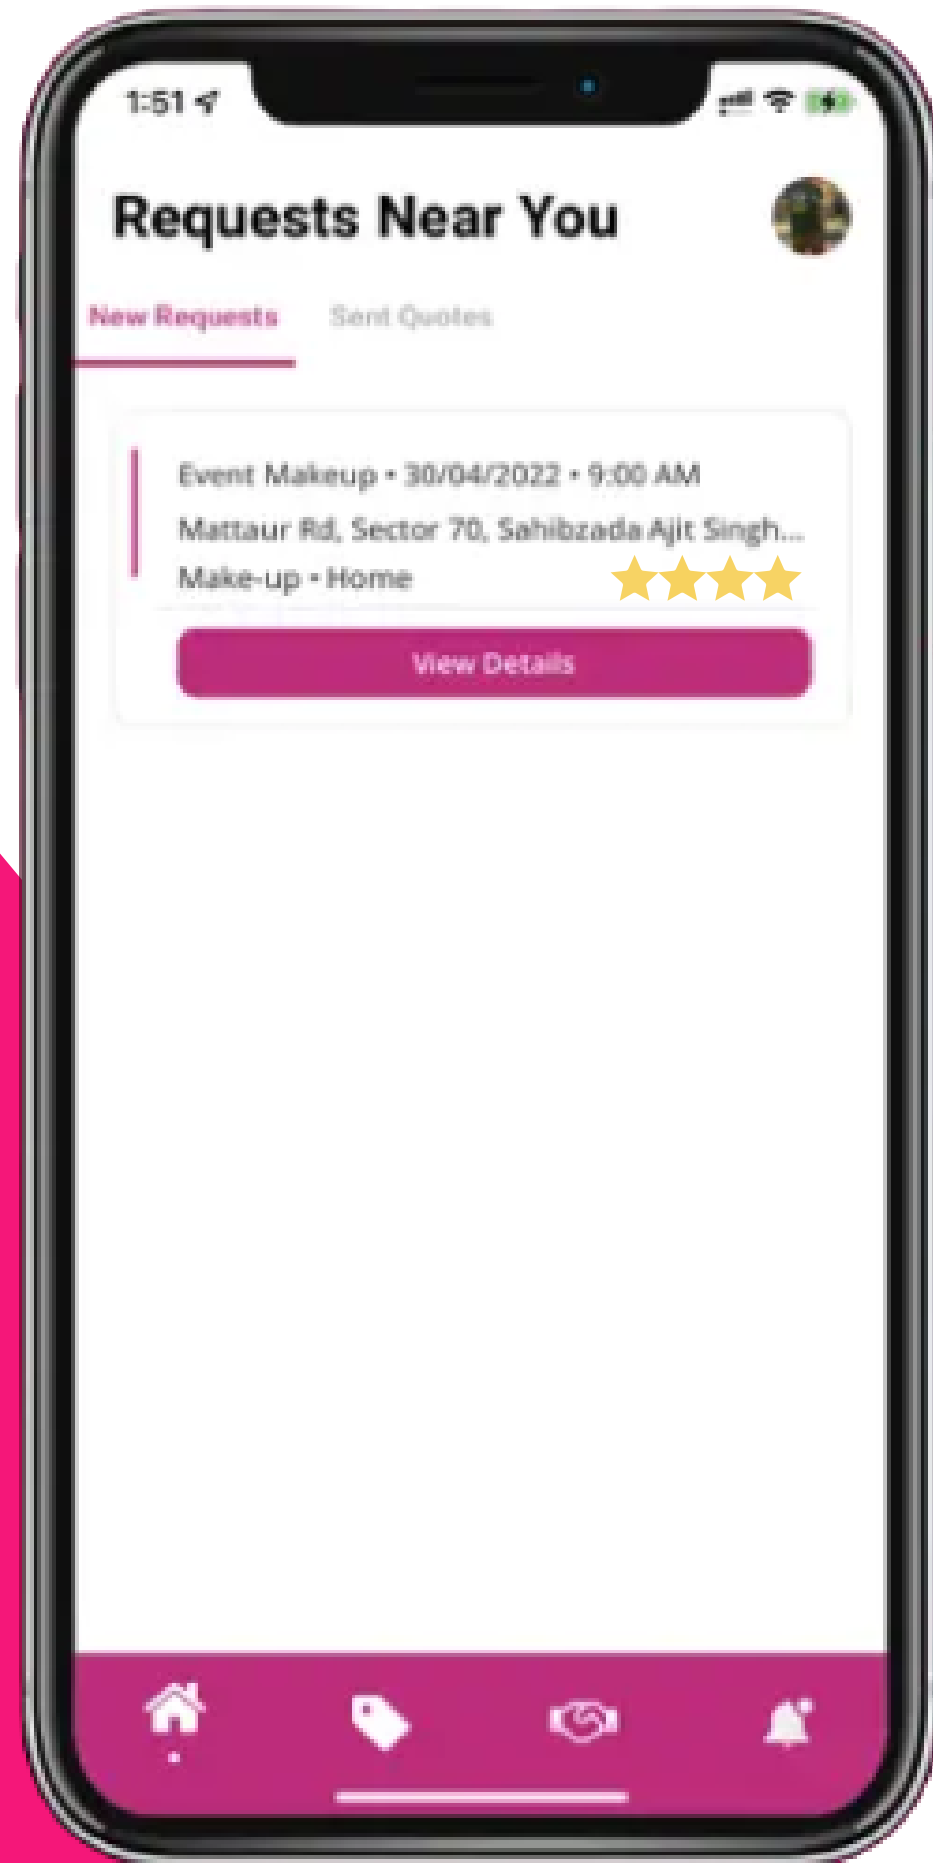 1:51
Requests Near You
New Requests Sent Quotes
Event Makeup • 30/04/2022 • 9:00 AM
Mattaur Rd, Sector 70, Sahibzada Ajit Singh...
Make-up • Home
View Details